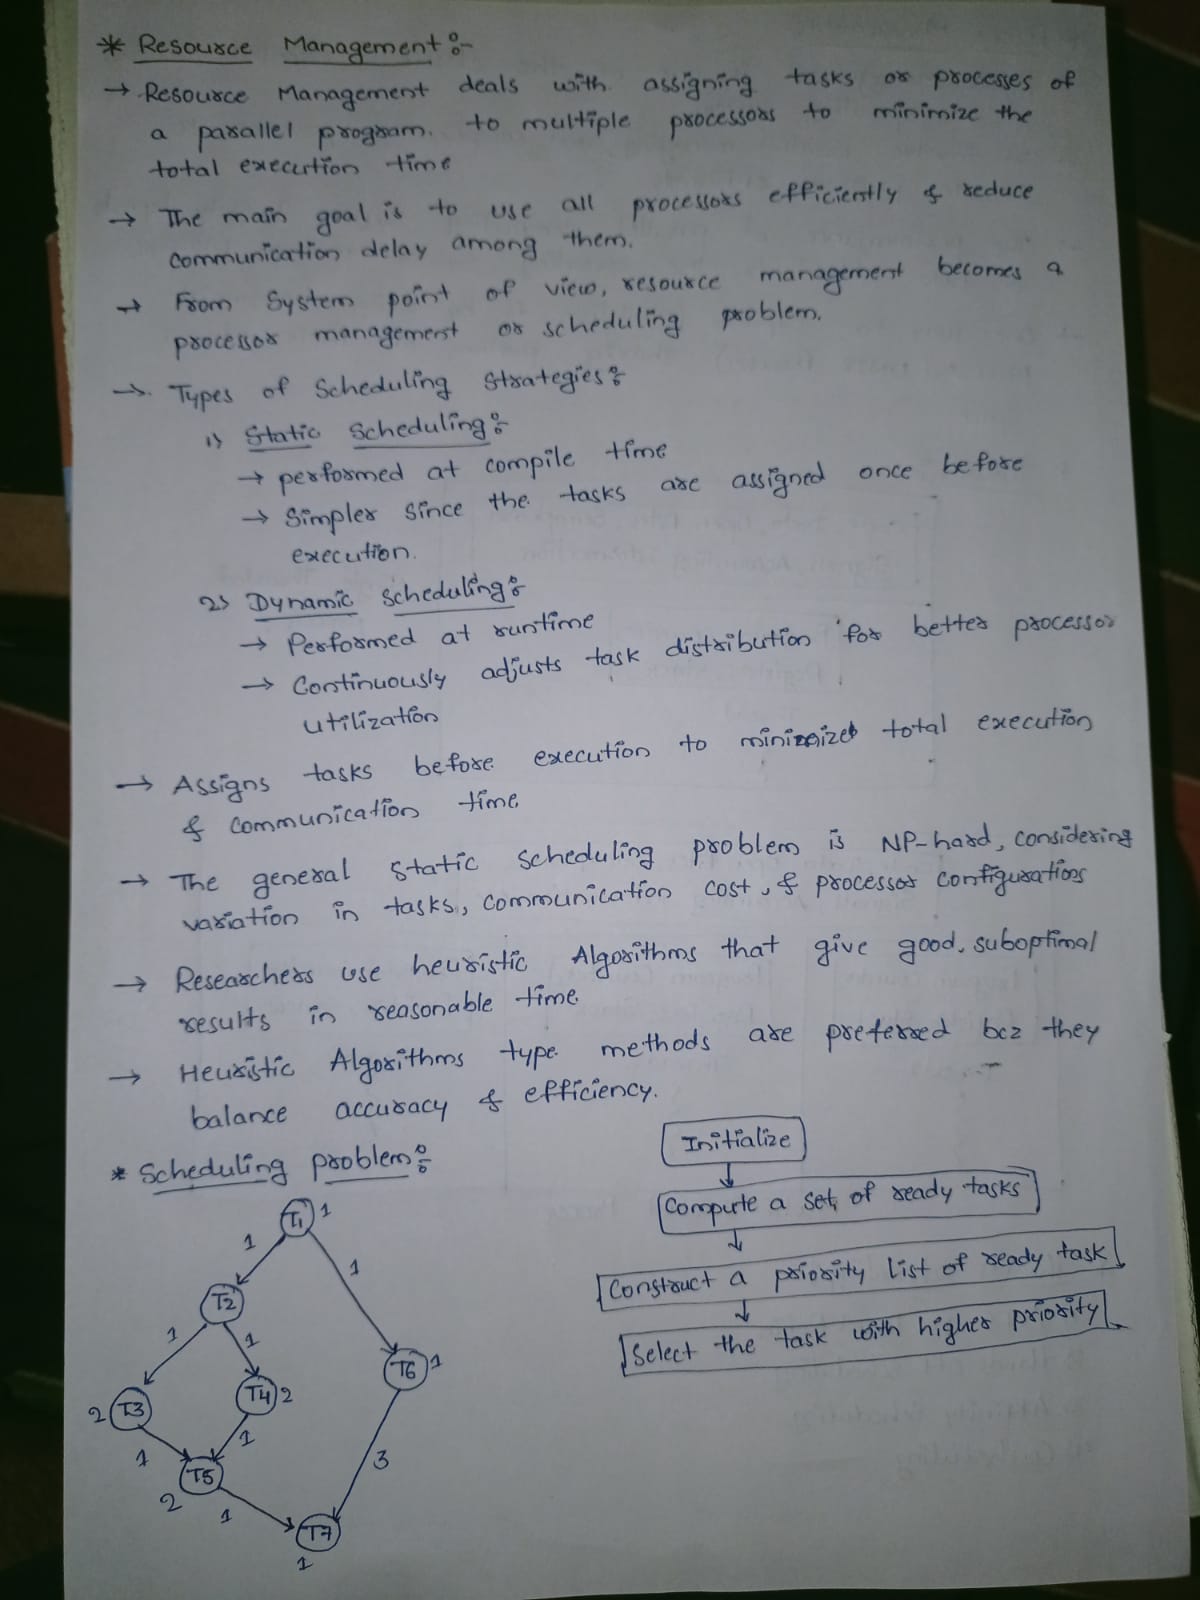 * Resource Management :-
→ Resource Management deals with assigning tasks or processes of
a parallel program. to multiple processors to minimize the
total execution time
→ The main goal is to use all processors efficiently & reduce
communication delay among them.
→ From System point of view, resource management becomes a
processor management or scheduling problem.
→ Types of Scheduling Strategies :-
1) Static Scheduling :-
→ performed at compile time
→ Simpler since the tasks are assigned once before
execution.
2) Dynamic Scheduling :-
→ Performed at runtime
→ Continuously adjusts task distribution for better processor
utilization
→ Assigns tasks before execution to minimize total execution
& communication time
→ The general static scheduling problem is NP-hard, considering
variation in tasks, communication cost, & processor configurations
→ Researchers use heuristic Algorithms that give good, suboptimal
results in reasonable time
→ Heuristic Algorithms type methods are preferred bcz they
balance accuracy & efficiency.
* Scheduling problem :-
T1 1
1
1
T2
1
1
T6 1
2 T3
T4 2
1
1
T5
2
3
1
T7
1
Initialize
Compute a set of ready tasks
Construct a priority list of ready task
Select the task with higher priority